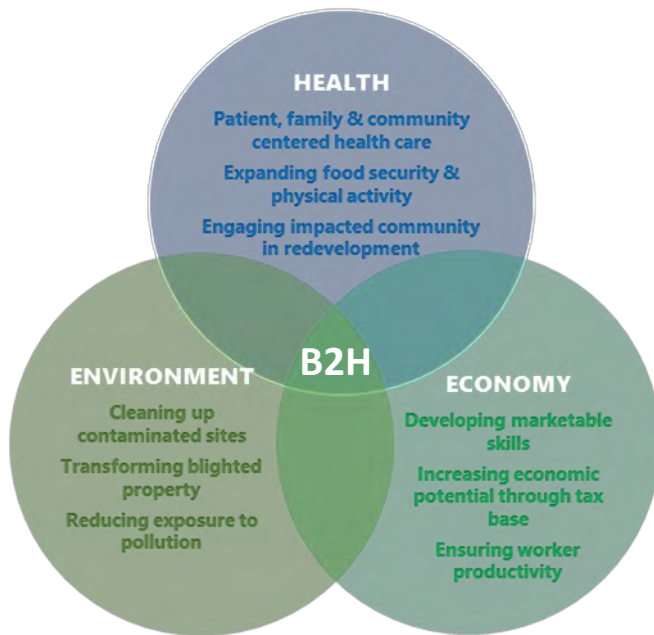 HEALTH
Patient, family & community
centered health care
Expanding food security &
physical activity
Engaging impacted community
in redevelopment
B2H
ENVIRONMENT
Cleaning up
contaminated sites
Transforming blighted
property
Reducing exposure to
pollution
ECONOMY
Developing marketable
skills
Increasing economic
potential through tax
base
Ensuring worker
productivity